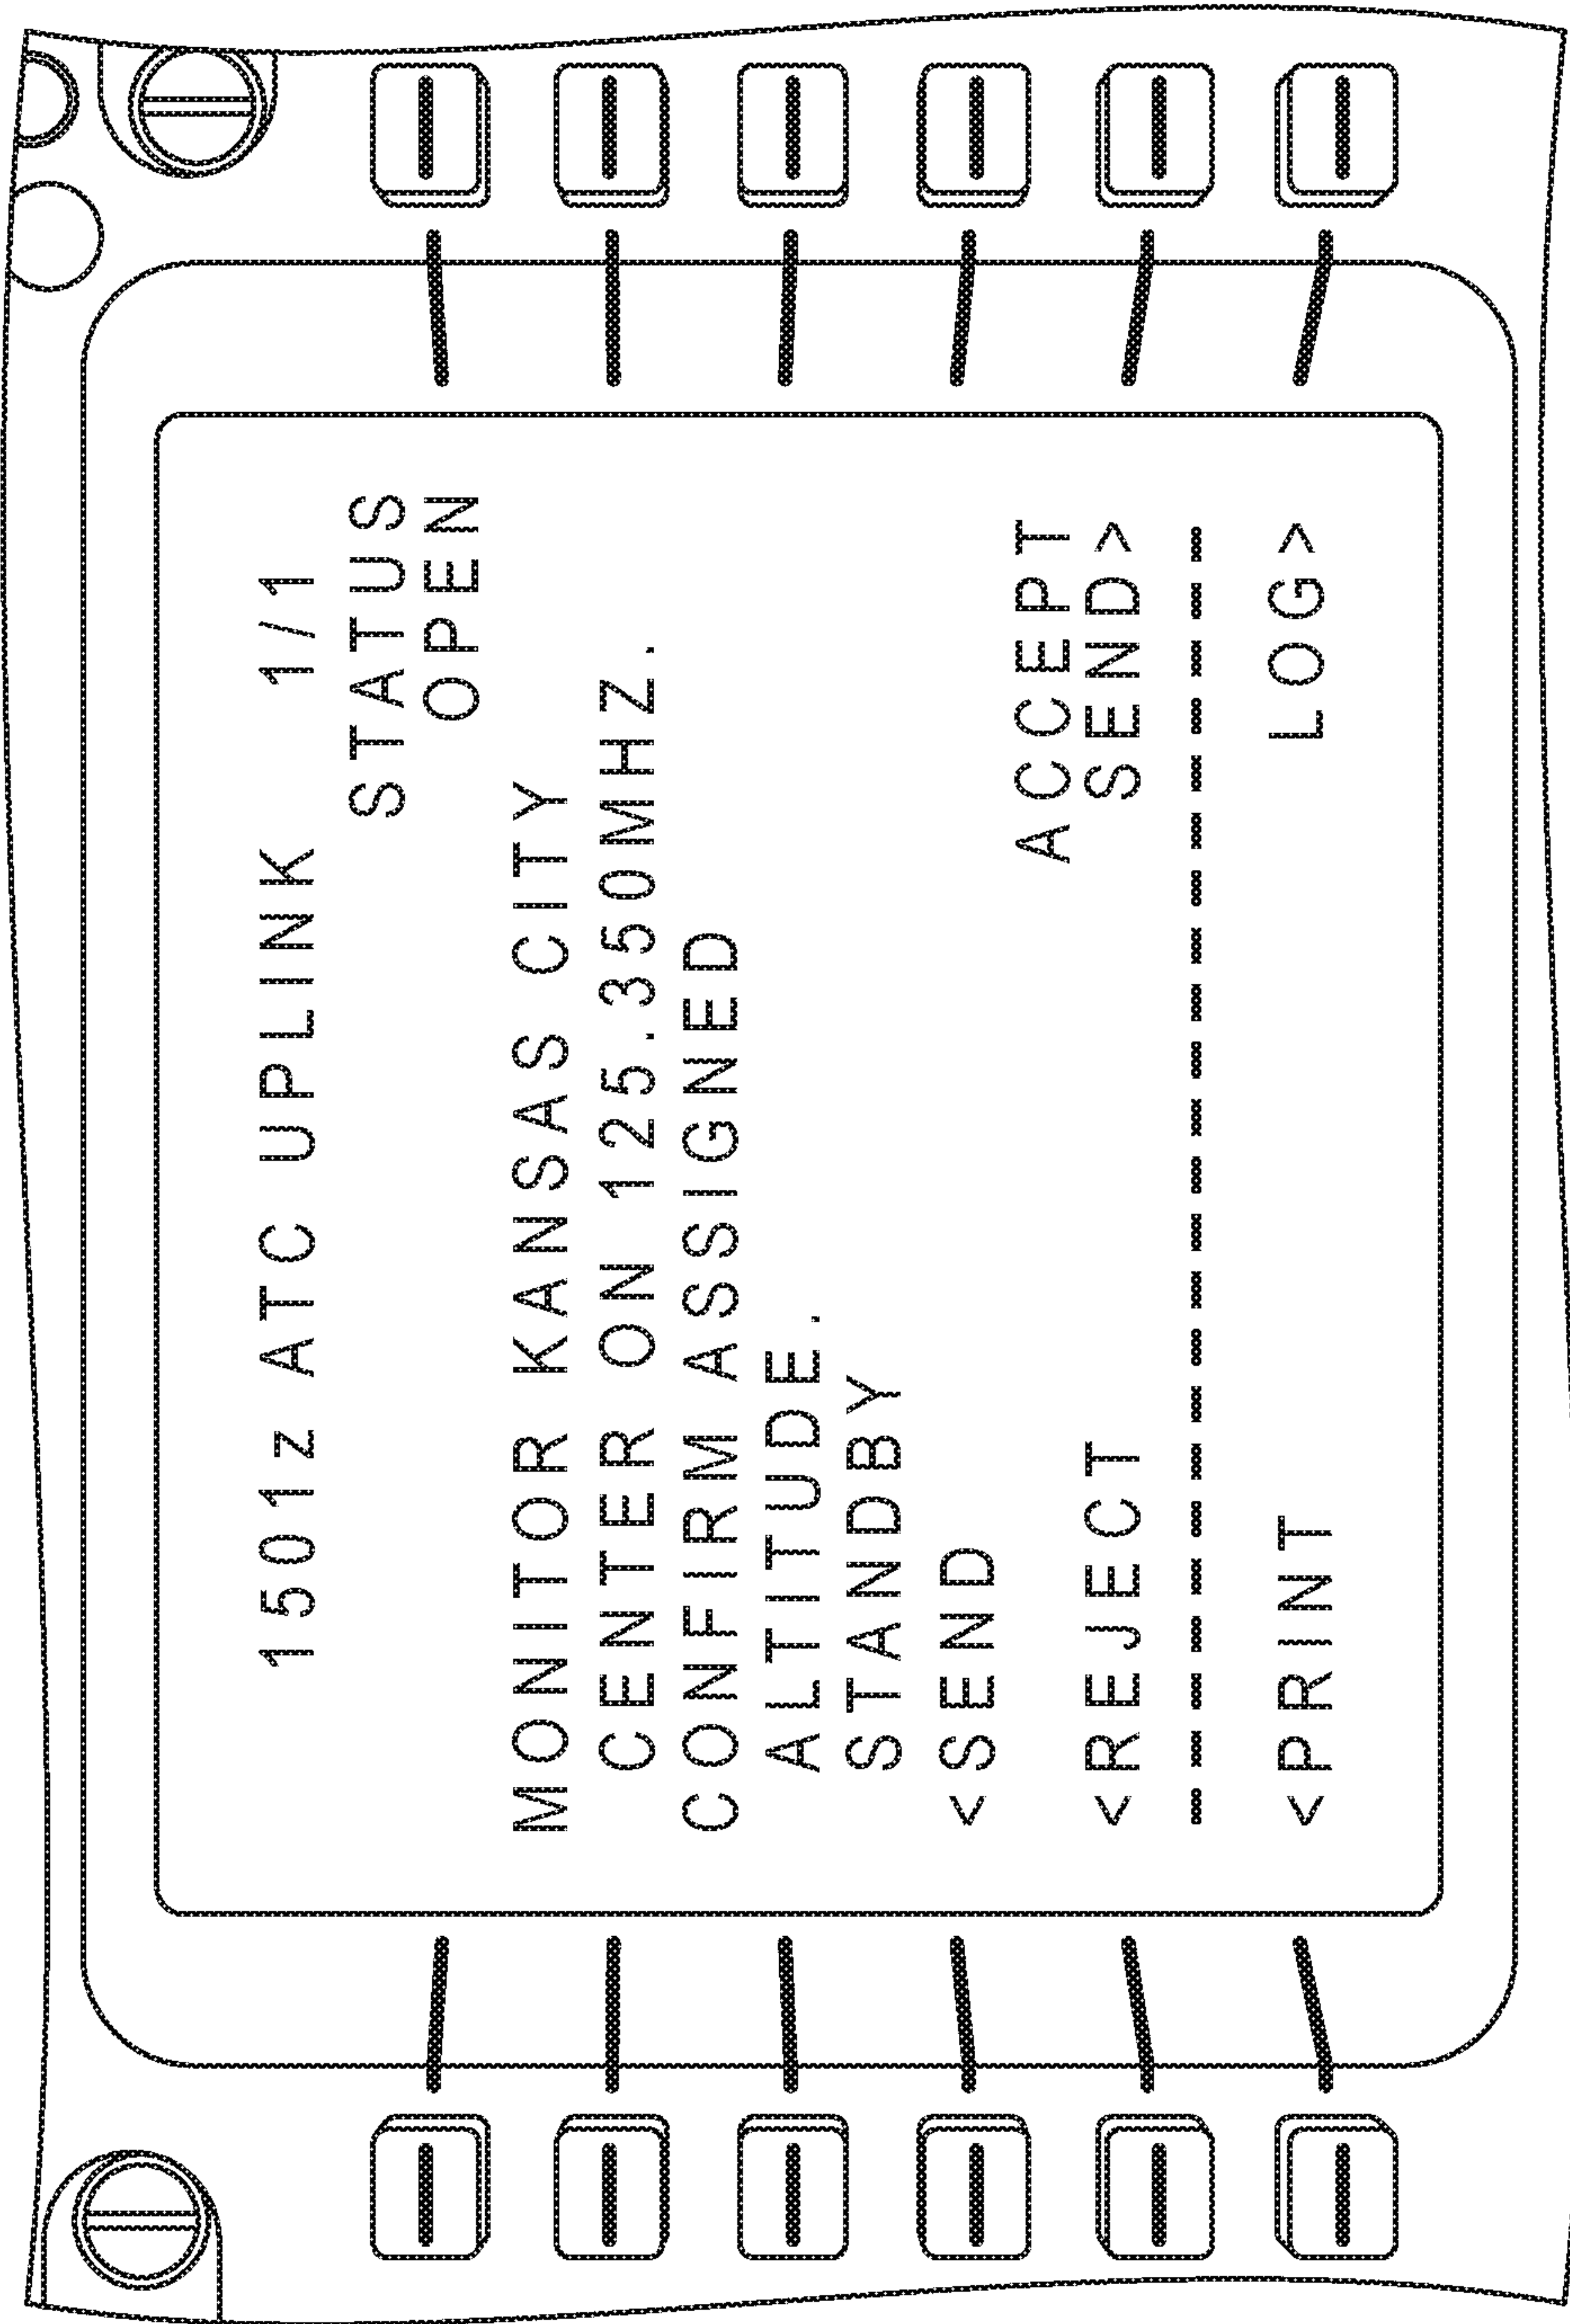 1501z ATC UPLINK 1/1
STATUS
OPEN
MONITOR KANSAS CITY
CENTER ON 125.350MHZ.
CONFIRM ASSIGNED
ALTITUDE.
STANDBY
<SEND
ACCEPT
<REJECT SEND>
<PRINT LOG>